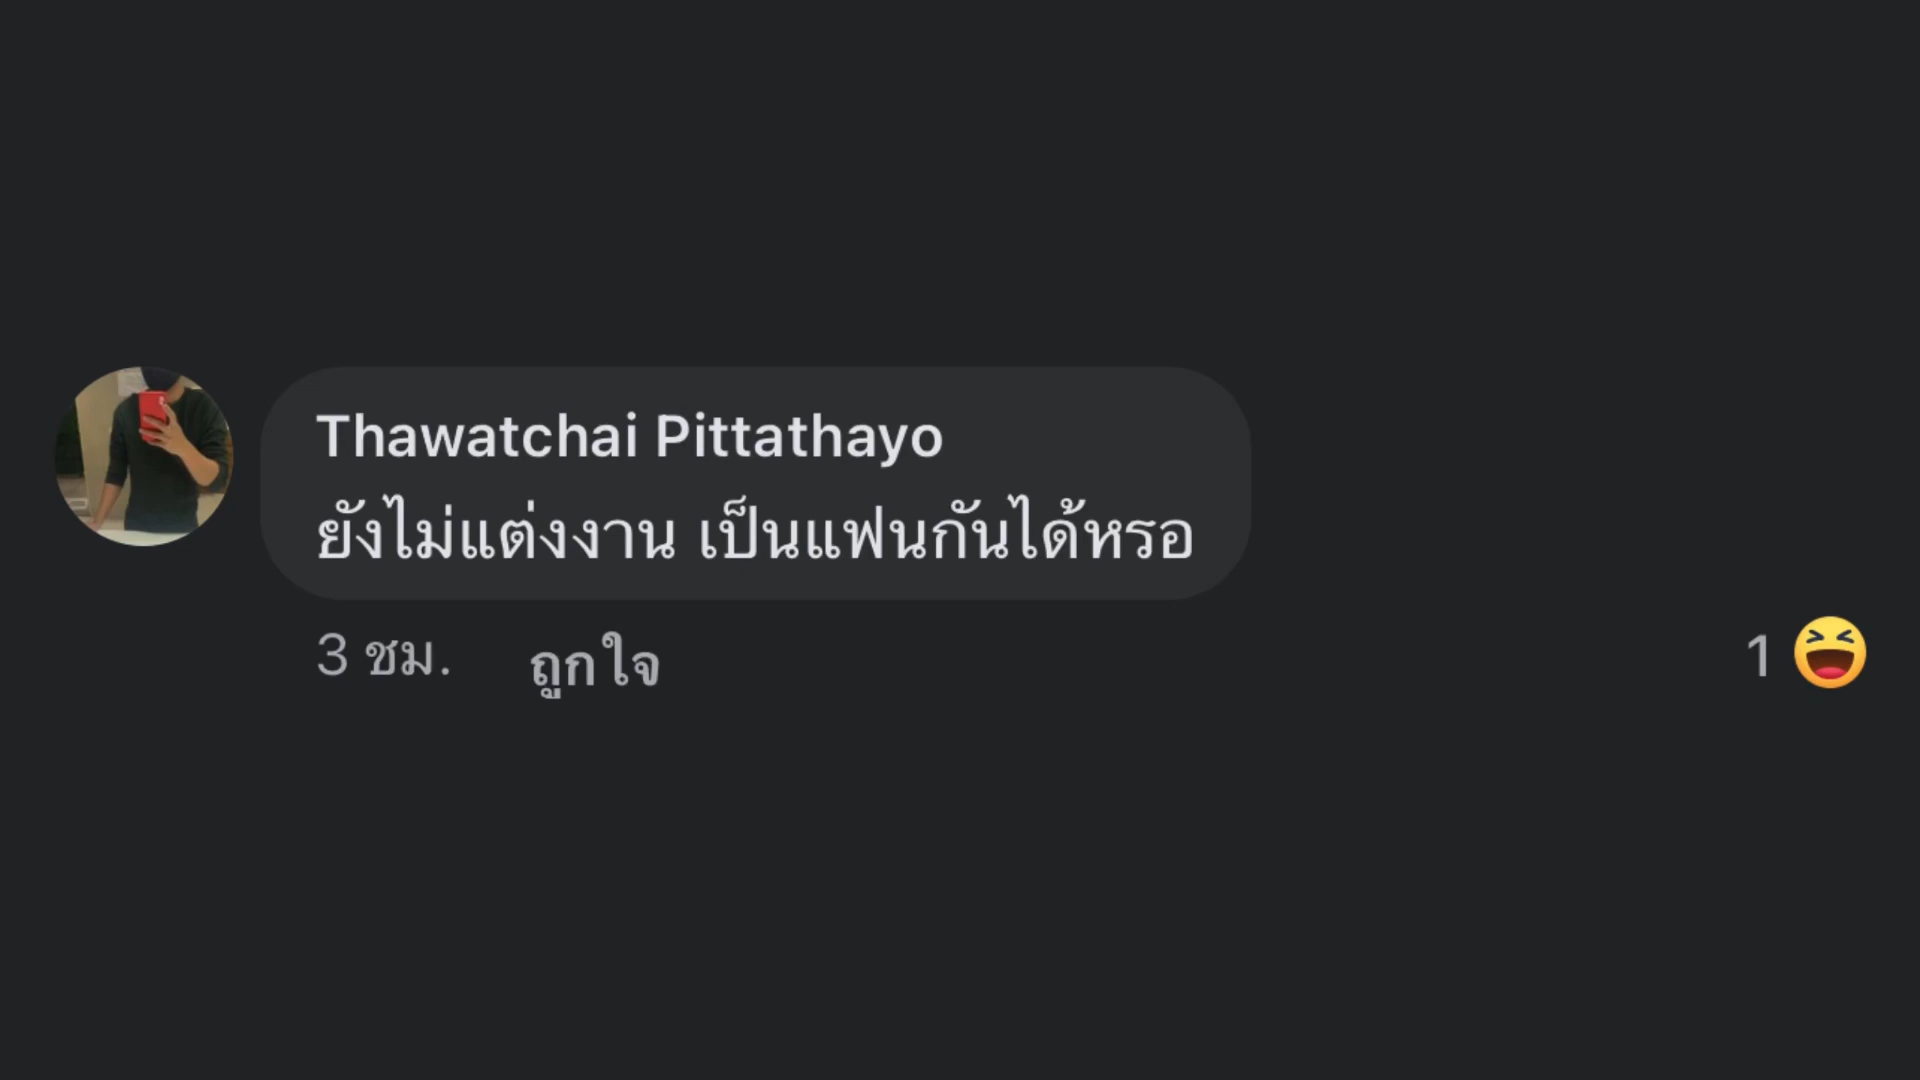 Thawatchai Pittathayo
ยังไม่แต่งงาน เป็นแฟนกันได้หรอ
3 ชม. ถูกใจ 1